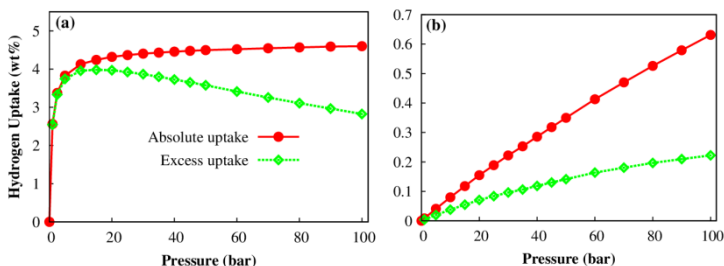 (a)
Hydrogen Uptake (wt%)
5
4
3
2
1
0
Absolute uptake
Excess uptake
0 20 40 60 80 100
Pressure (bar)
(b)
0.7
0.6
0.5
0.4
0.3
0.2
0.1
0
0 20 40 60 80 100
Pressure (bar)